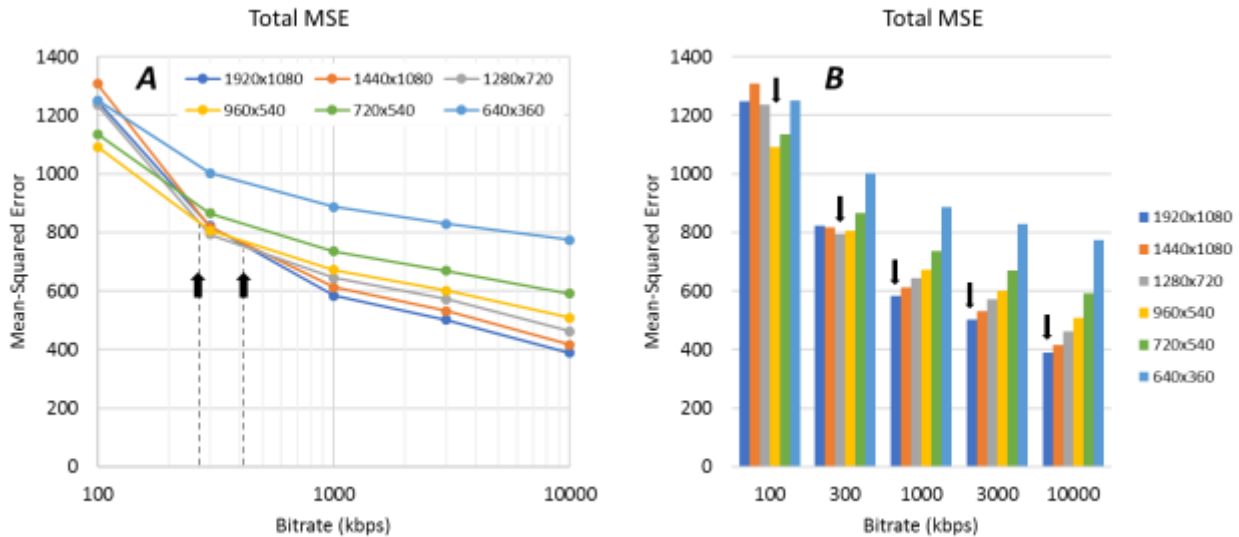 Total MSE
Mean-Squared Error
1400
1200
1000
800
600
400
200
0
A
1920x1080 1440x1080 1280x720
960x540 720x540 640x360
100 1000 10000
Bitrate (kbps)
Total MSE
Mean-Squared Error
1400
1200
1000
800
600
400
200
0
B
100 300 1000 3000 10000
Bitrate (kbps)
1920x1080
1440x1080
1280x720
960x540
720x540
640x360